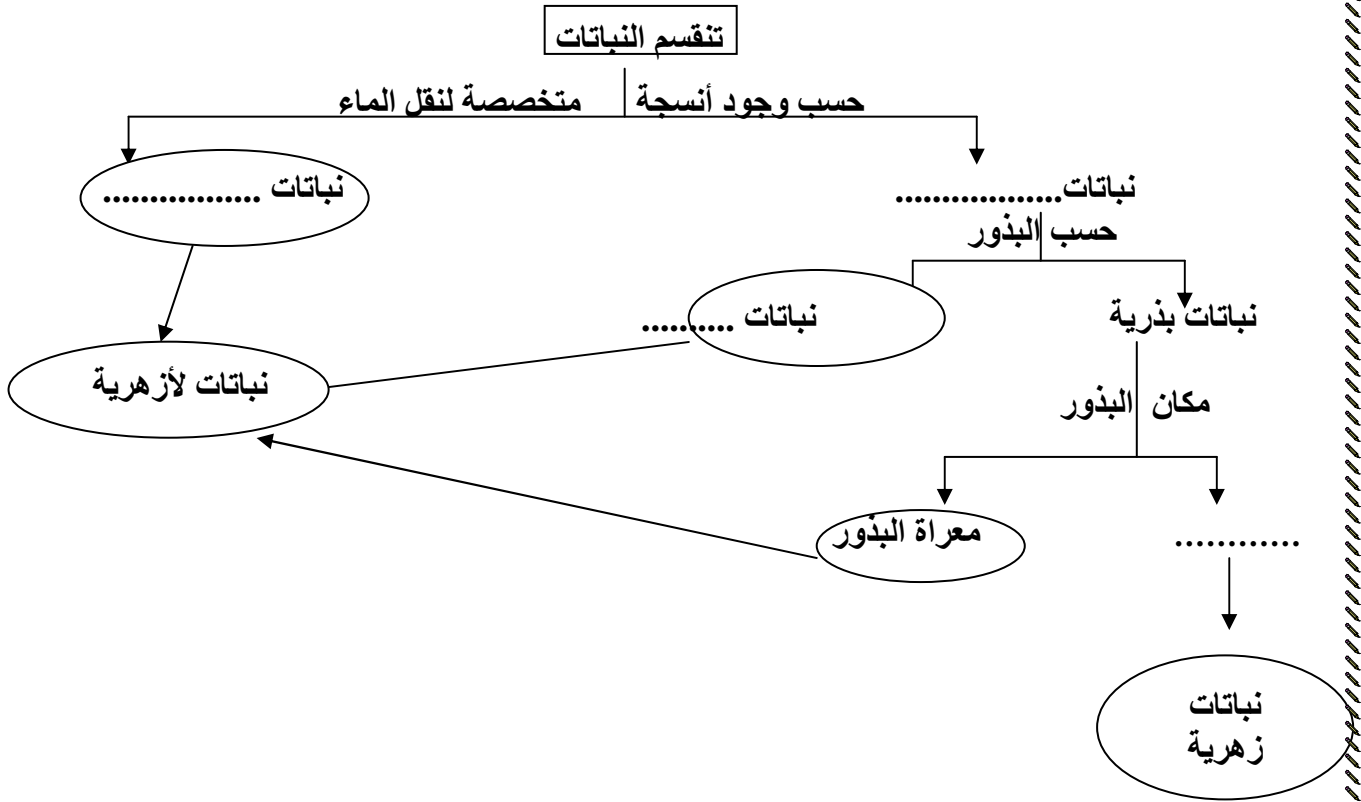 تنقسم النباتات
حسب وجود أنسجة متخصصة لنقل الماء
نباتات..................
نباتات .................
حسب البذور
نباتات بذرية
نباتات ..........
نباتات لأزهرية
مكان البذور
............
معراة البذور
نباتات
زهرية